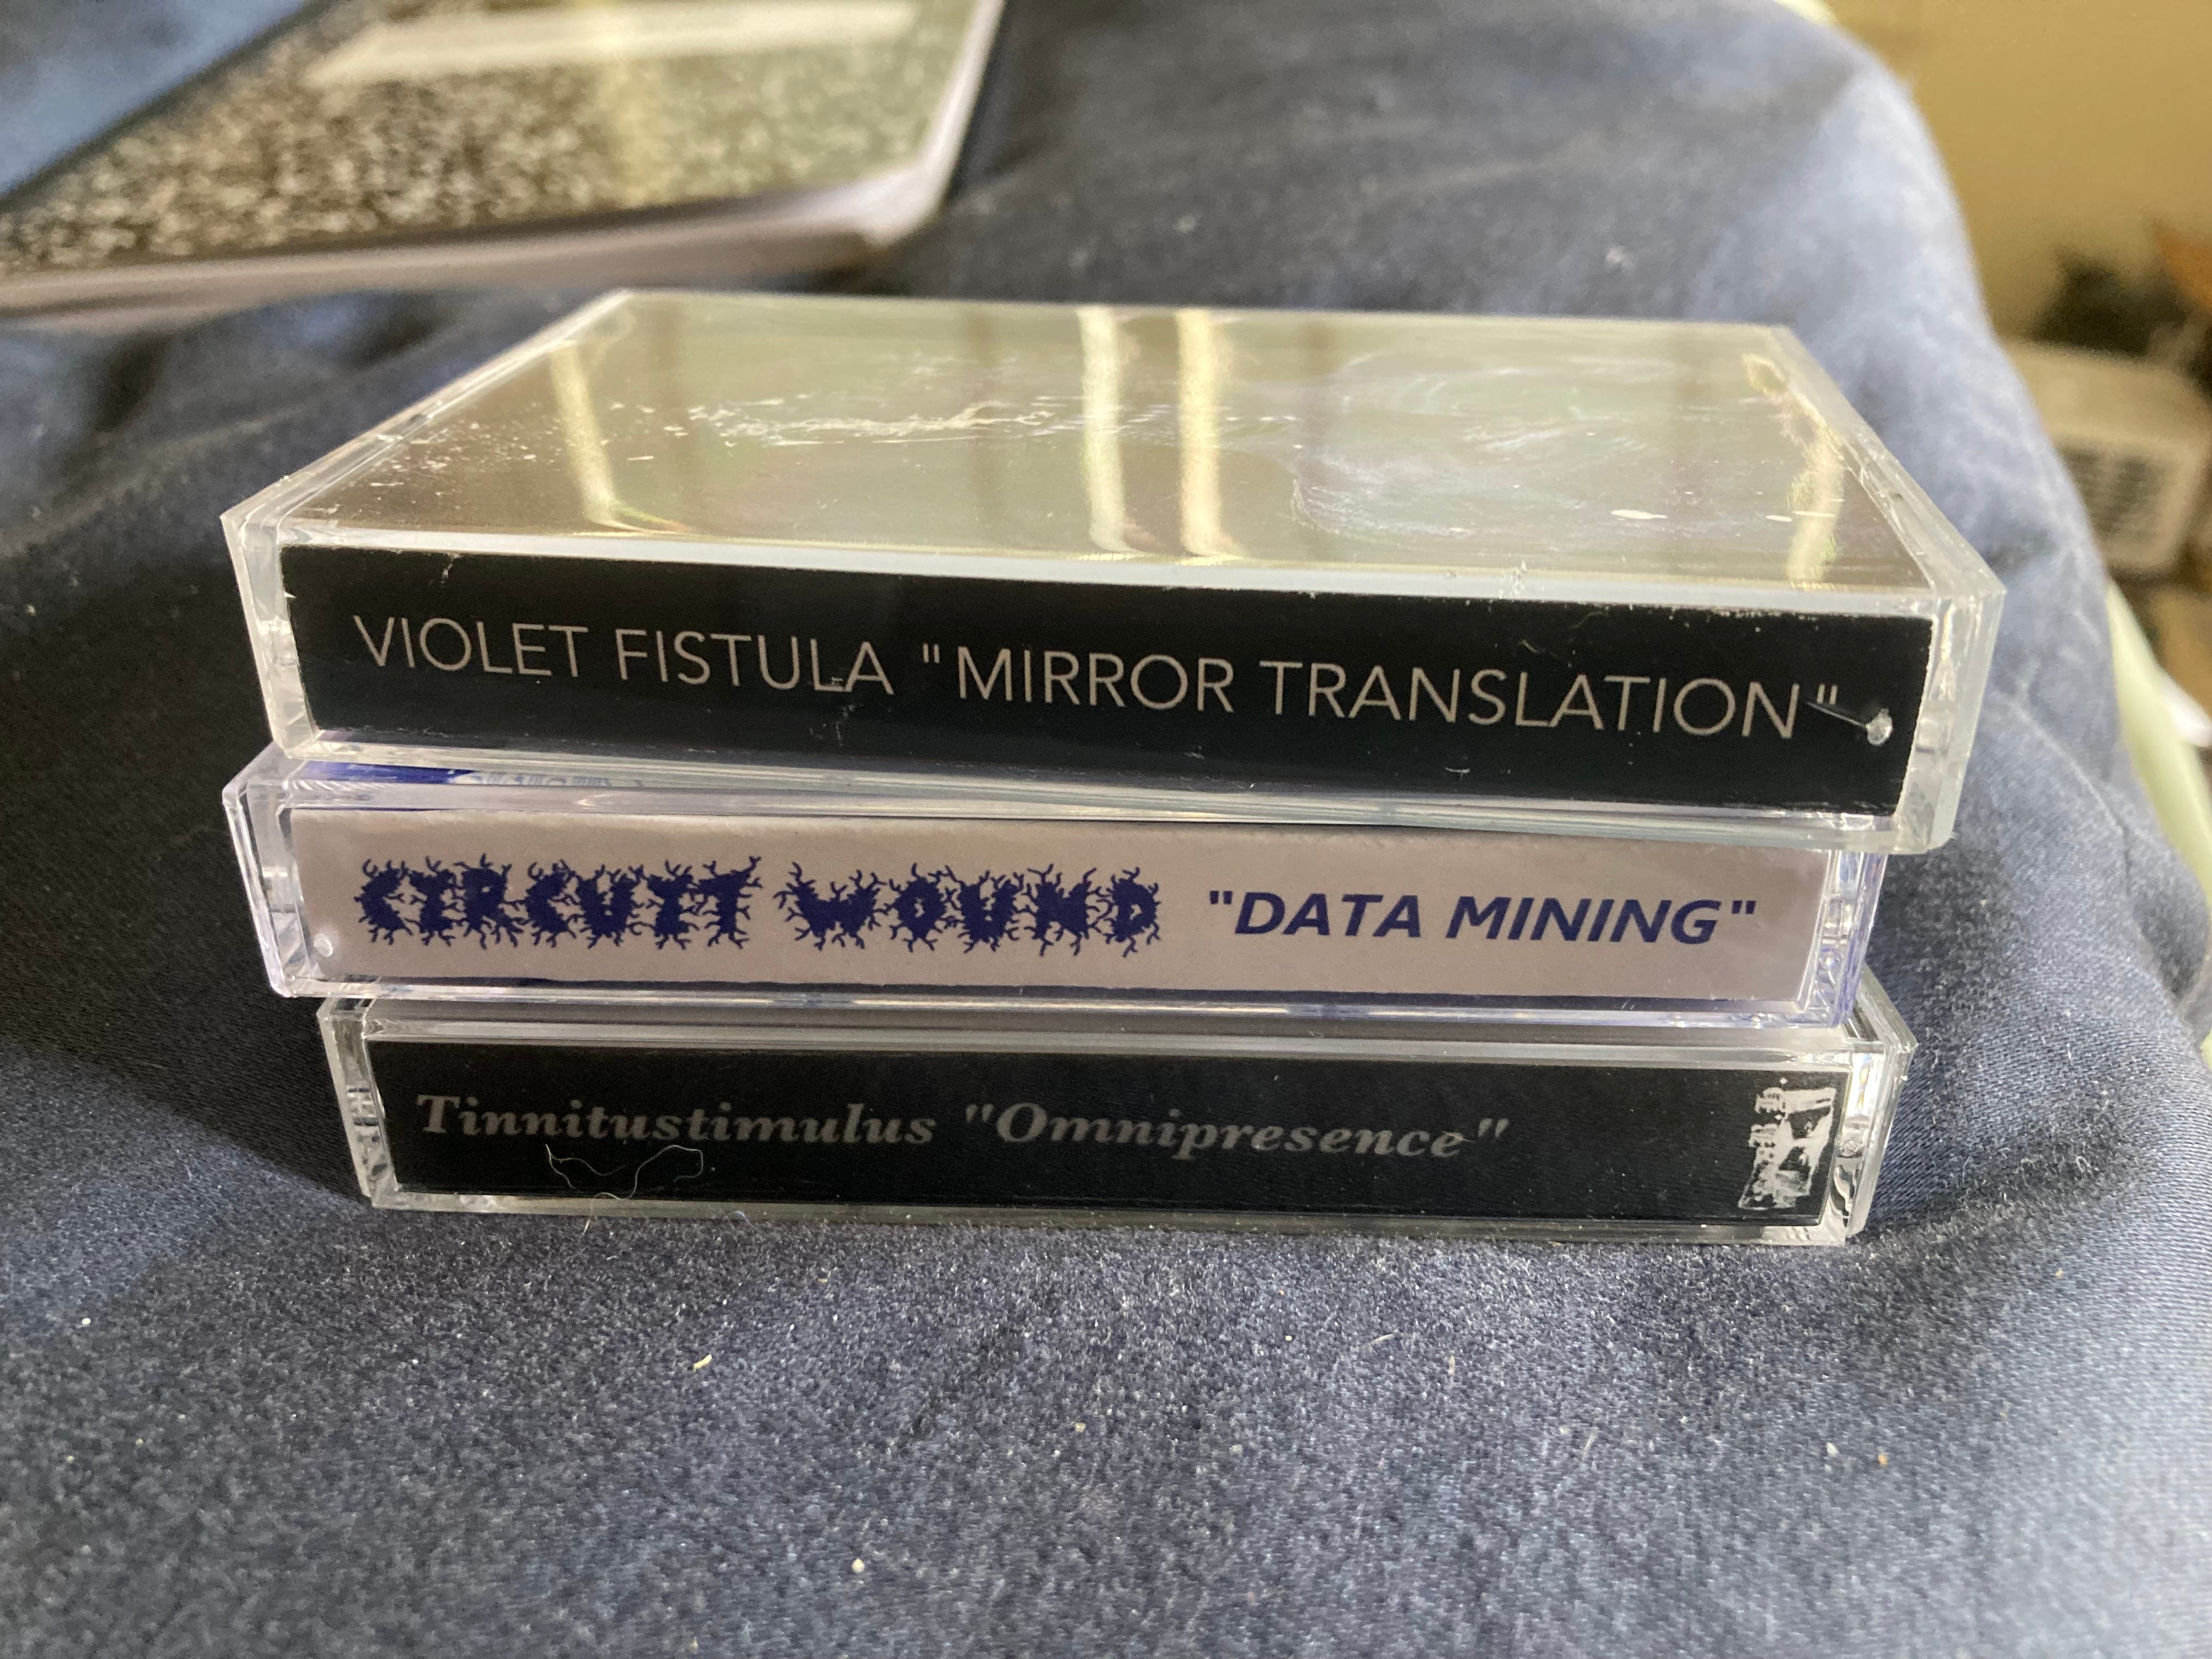 VIOLET FISTULA "MIRROR TRANSLATION"
CIRCUIT WOUND "DATA MINING"
Tinnitustimulus "Omnipresence"